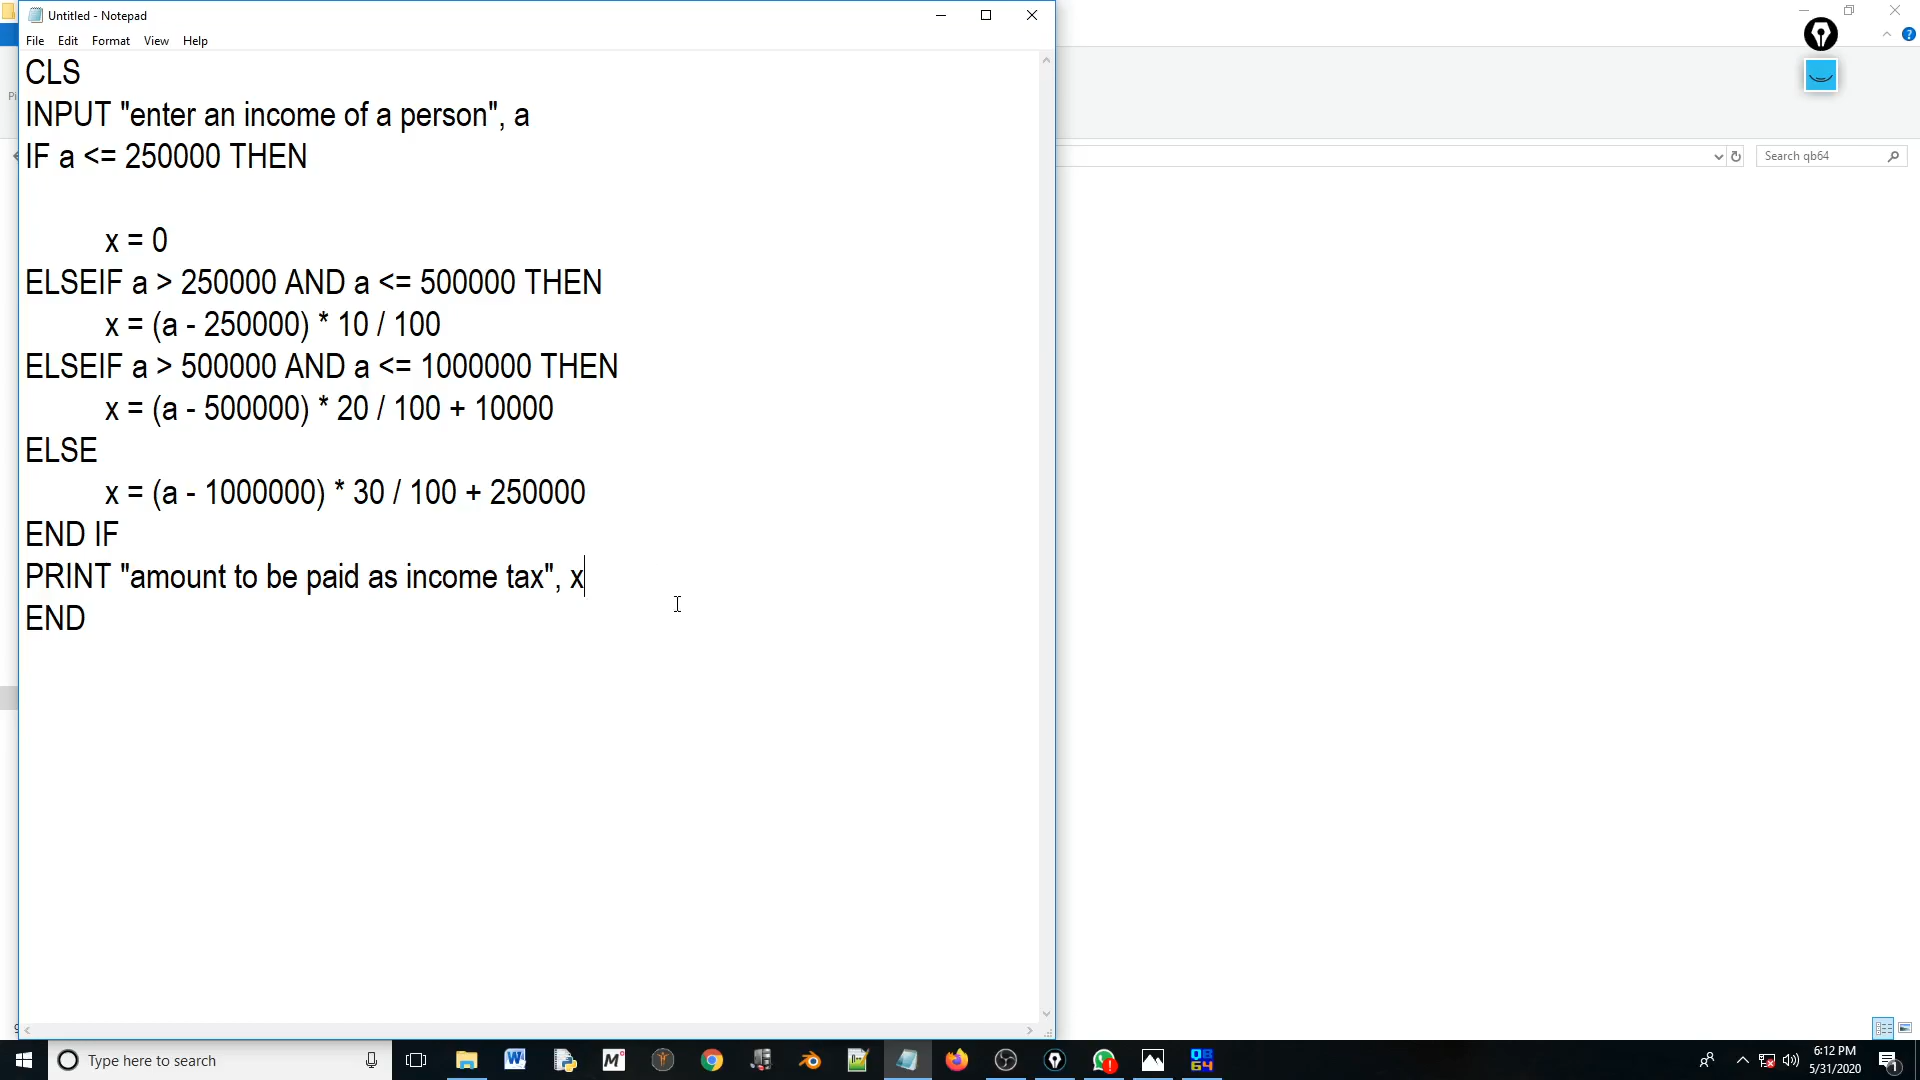 Untitled - Notepad
File Edit Format View Help
CLS
INPUT "enter an income of a person", a
IF a <= 250000 THEN
x = 0
ELSEIF a > 250000 AND a <= 500000 THEN
x = (a - 250000) * 10 / 100
ELSEIF a > 500000 AND a <= 1000000 THEN
x = (a - 500000) * 20 / 100 + 10000
ELSE
x = (a - 1000000) * 30 / 100 + 250000
END IF
PRINT "amount to be paid as income tax", x
END
Search qb64
Type here to search
6:12 PM
5/31/2020
1